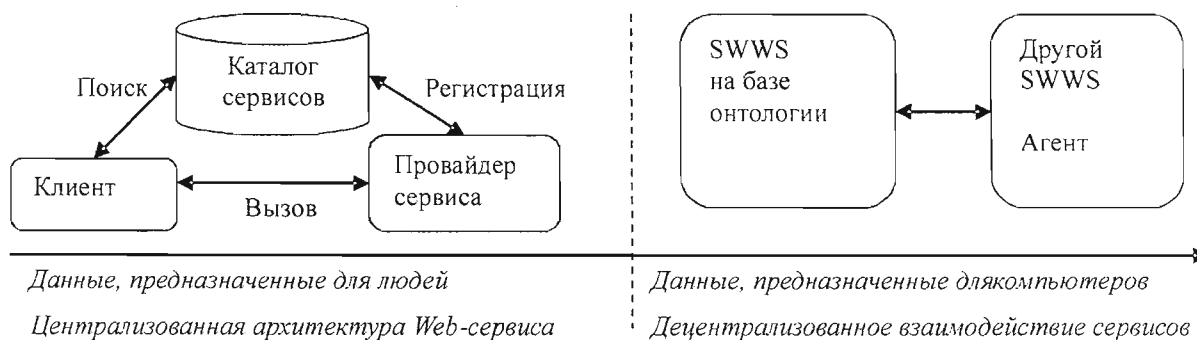 Каталог
сервисов
Поиск
Регистрация
Клиент
Провайдер
сервиса
Вызов
SWWS
на базе
онтологии
Другой
SWWS
Агент
Данные, предназначенные для людей
Централизованная архитектура Web-сервиса
Данные, предназначенные длякомпьютеров
Децентрализованное взаимодействие сервисов